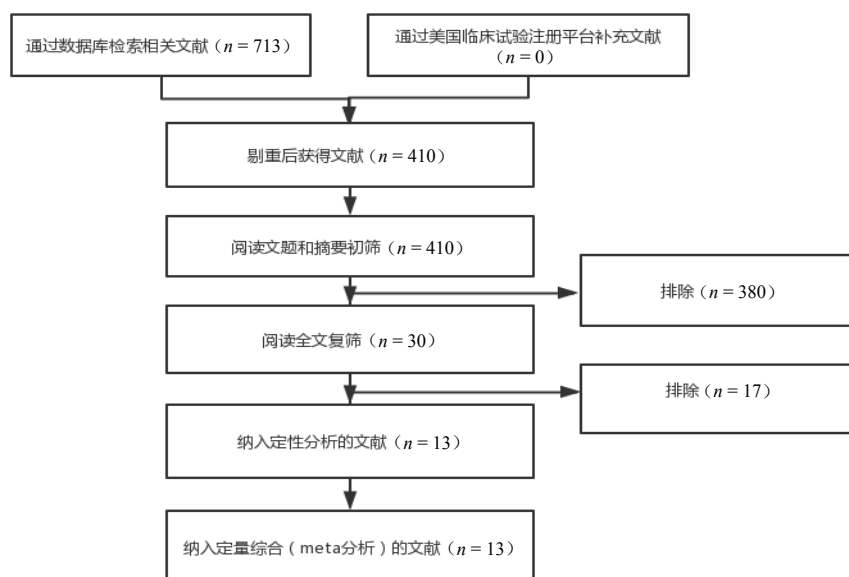 通过数据库检索相关文献（n = 713）
通过美国临床试验注册平台补充文献
（n = 0）
剔重后获得文献（n = 410）
阅读文题和摘要初筛（n = 410）
排除（n = 380）
阅读全文复筛（n = 30）
排除（n = 17）
纳入定性分析的文献（n = 13）
纳入定量综合（meta分析）的文献（n = 13）